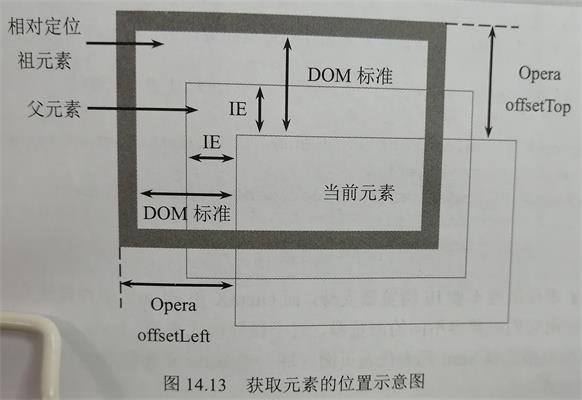 相对定位
祖元素
DOM 标准
Opera
offsetTop
父元素
IE
IE
当前元素
DOM 标准
Opera
offsetLeft
图 14.13 获取元素的位置示意图